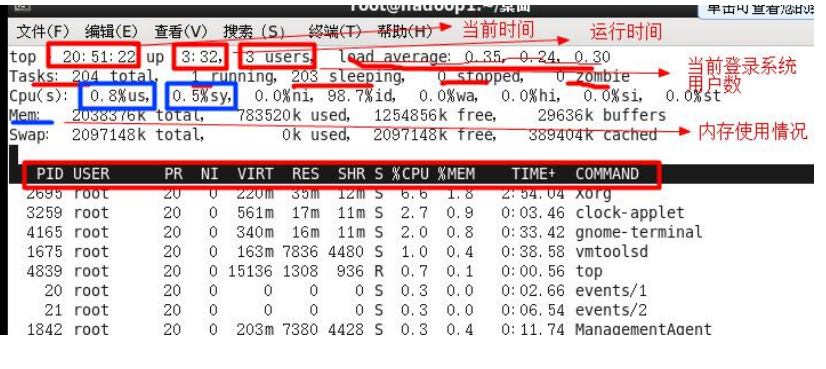 root@hadoop1:~/桌面
单击可查看您的
文件(F) 编辑(E) 查看(V) 搜索 (S) 终端(T) 帮助(H)
当前时间
运行时间
top 20:51:22 up 3:32, 3 users, load average: 0.35, 0.24, 0.30
Tasks: 204 total, 1 running, 203 sleeping, 0 stopped, 0 zombie
当前登录系统
用户数
Cpu(s): 0.8%us, 0.5%sy, 0.0%ni, 98.7%id, 0.0%wa, 0.0%hi, 0.0%si, 0.0%st
Mem: 2038376k total, 783520k used, 1254856k free, 29636k buffers
Swap: 2097148k total, 0k used, 2097148k free, 389404k cached
内存使用情况
PID USER PR NI VIRT RES SHR S %CPU %MEM TIME+ COMMAND
2695 root 20 0 220m 35m 12m S 6.6 1.8 2:54.04 Xorg
3259 root 20 0 561m 17m 11m S 2.7 0.9 0:03.46 clock-applet
4165 root 20 0 340m 16m 11m S 2.0 0.8 0:33.42 gnome-terminal
1675 root 20 0 163m 7836 4480 S 1.0 0.4 0:38.58 vmtoolsd
4839 root 20 0 15136 1308 936 R 0.7 0.1 0:00.56 top
20 root 20 0 0 0 0 S 0.3 0.0 0:02.66 events/1
21 root 20 0 0 0 0 S 0.3 0.0 0:06.54 events/2
1842 root 20 0 203m 7380 4428 S 0.3 0.4 0:11.74 ManagementAgent